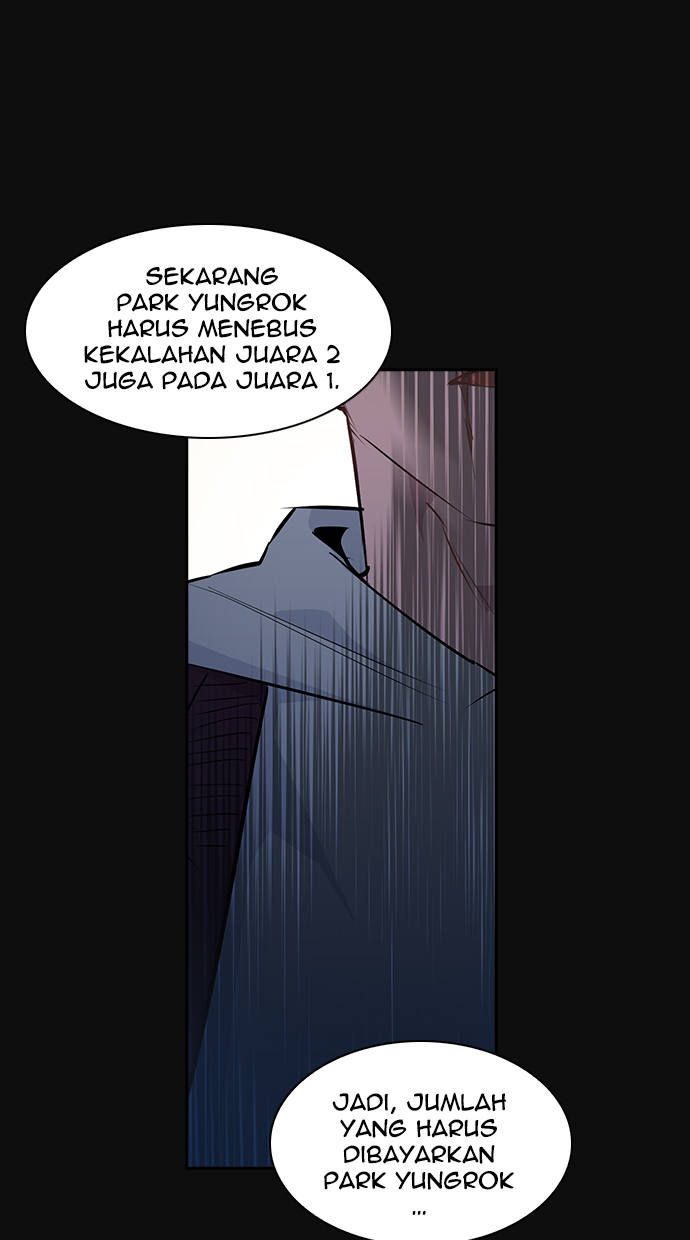 SEKARANG
PARK YUNGROK
HARUS MENEBUS
KEKALAHAN JUARA 2
JUGA PADA JUARA 1.
JADI, JUMLAH
YANG HARUS
DIBAYARKAN
PARK YUNGROK
...